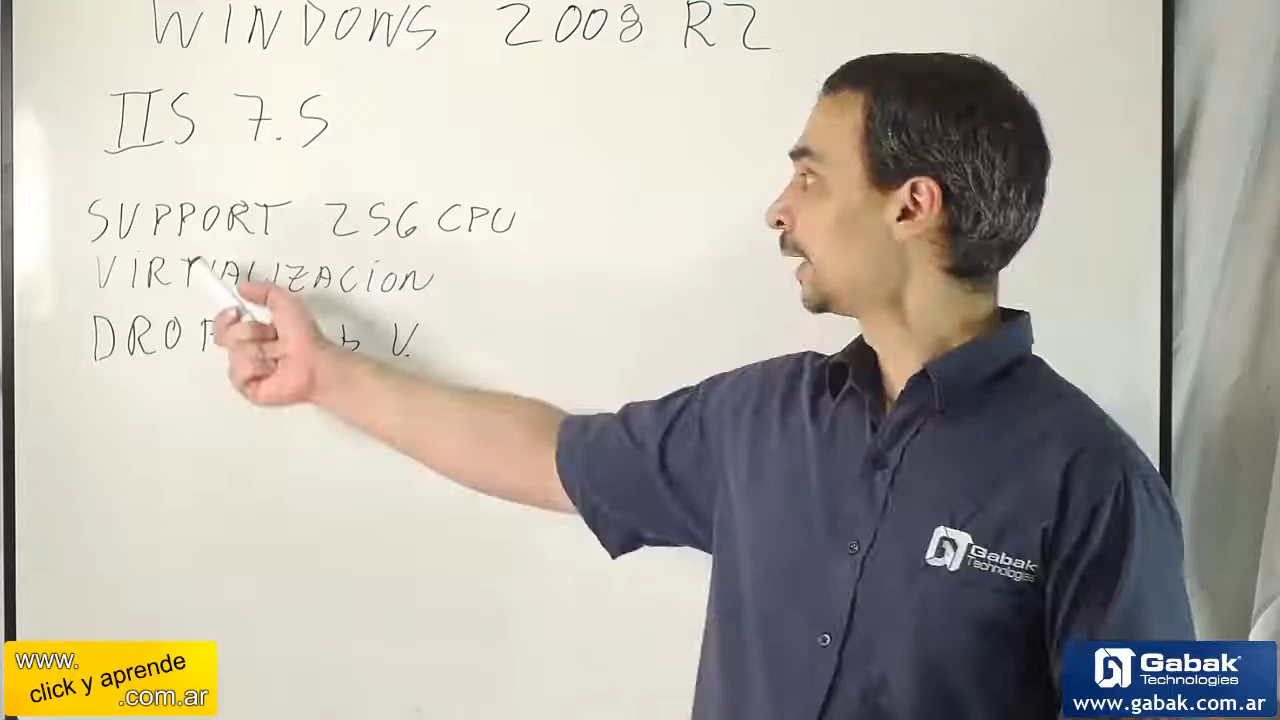 WINDOWS 2008 R2
IIS 7.5
SUPPORT 256 CPU
VIRTUALIZACION
V.
Gabak
Technologies
www.
click y aprende
.com.ar
Gabak
Technologies
www.gabak.com.ar